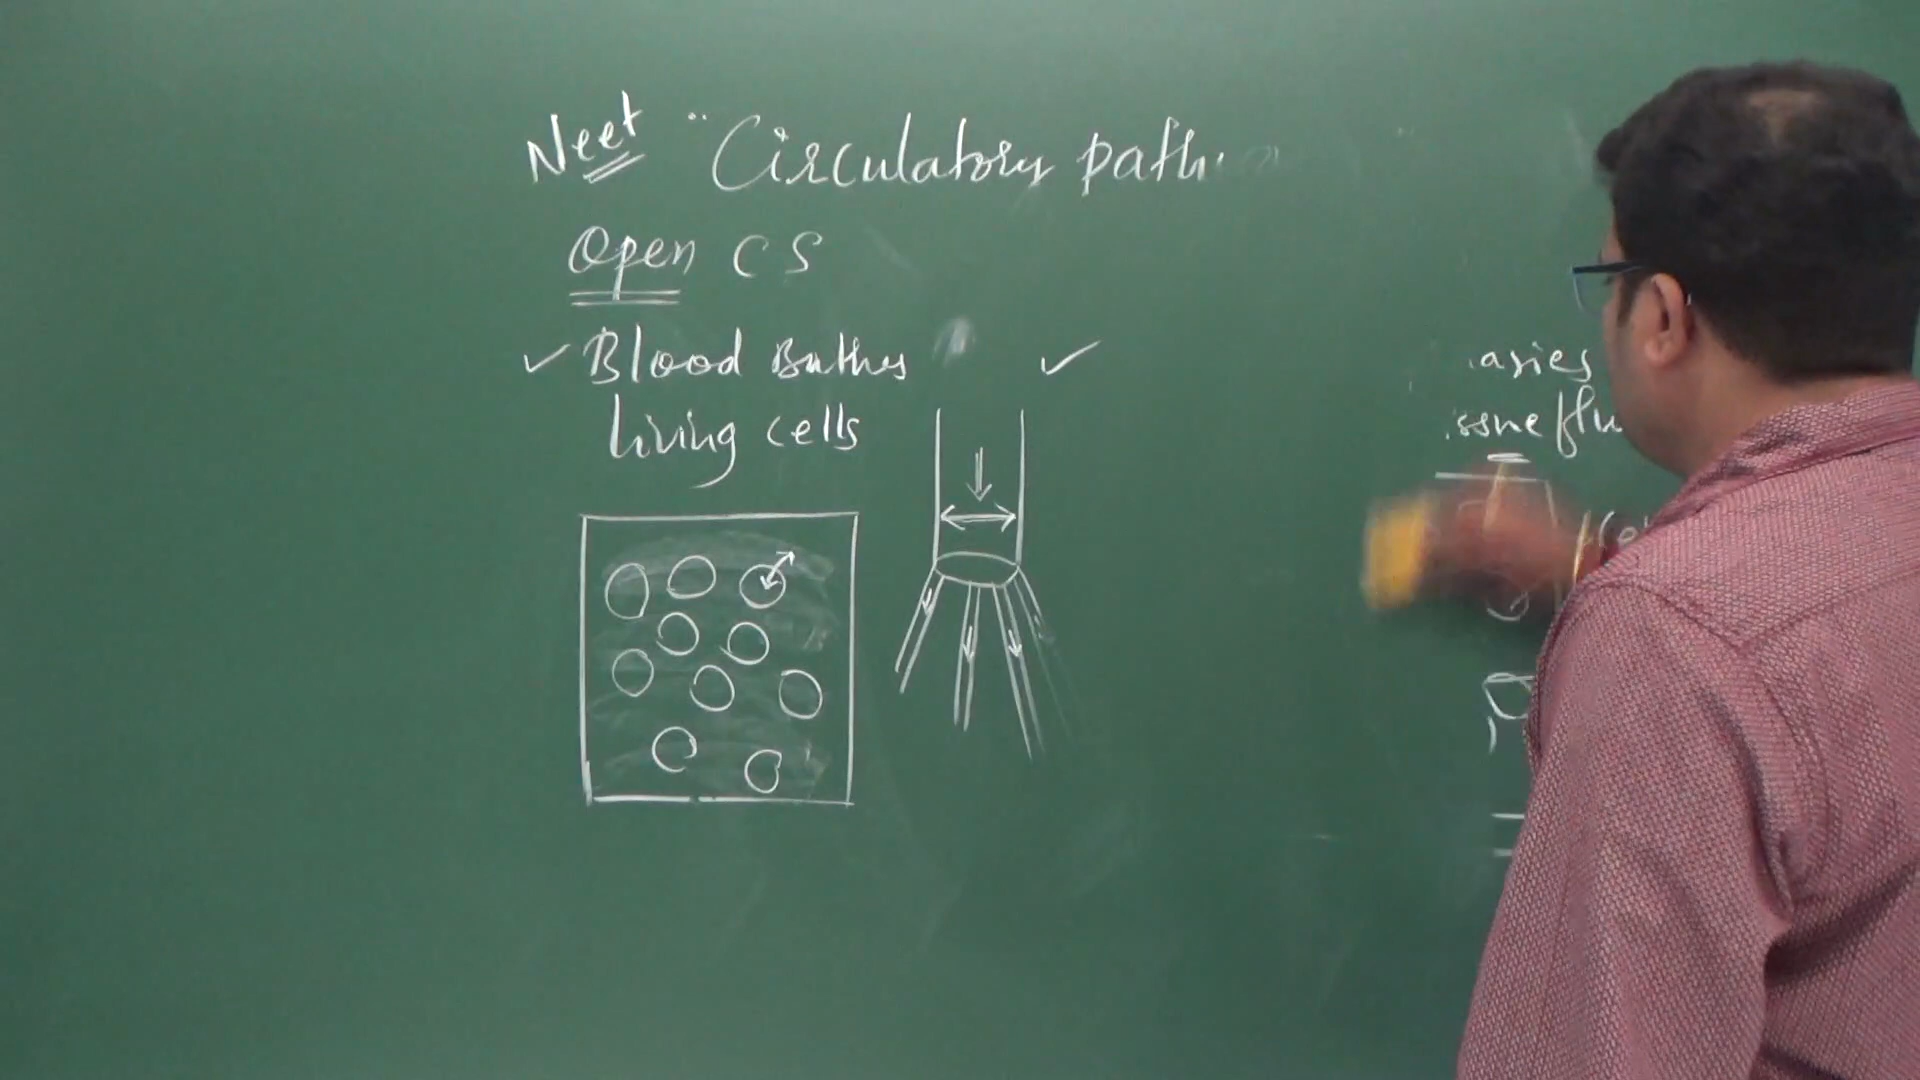 Neet "Circulatory path
Open CS
✓ Blood Bathes ✓
living cells